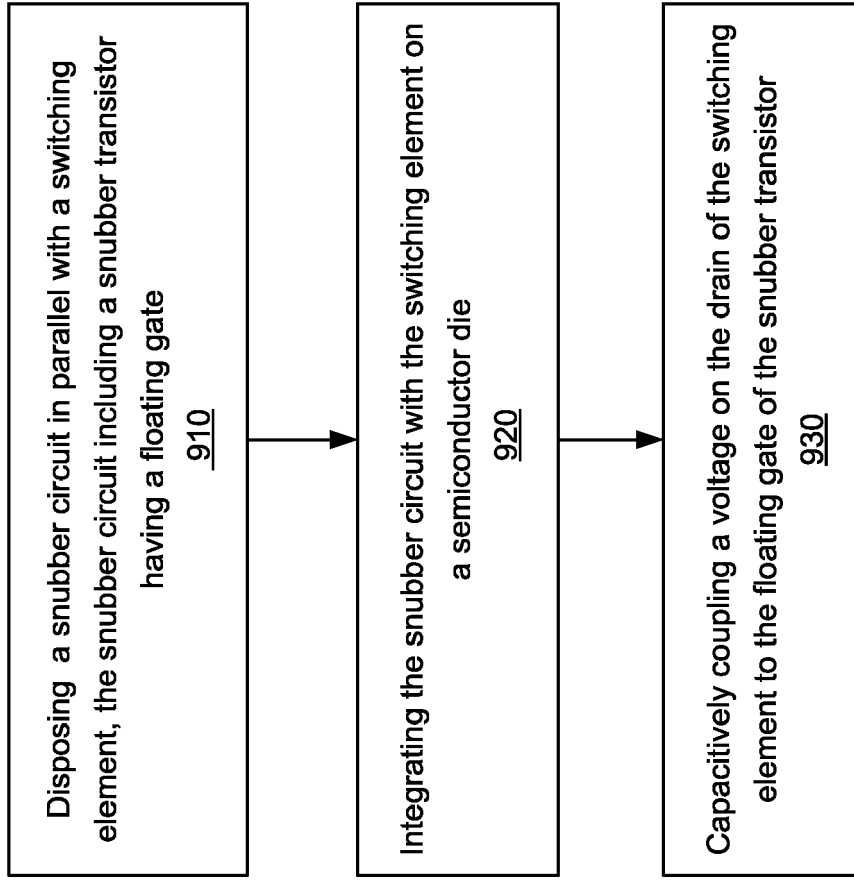 Disposing a snubber circuit in parallel with a switching
element, the snubber circuit including a snubber transistor
having a floating gate
910
Integrating the snubber circuit with the switching element on
a semiconductor die
920
Capacitively coupling a voltage on the drain of the switching
element to the floating gate of the snubber transistor
930